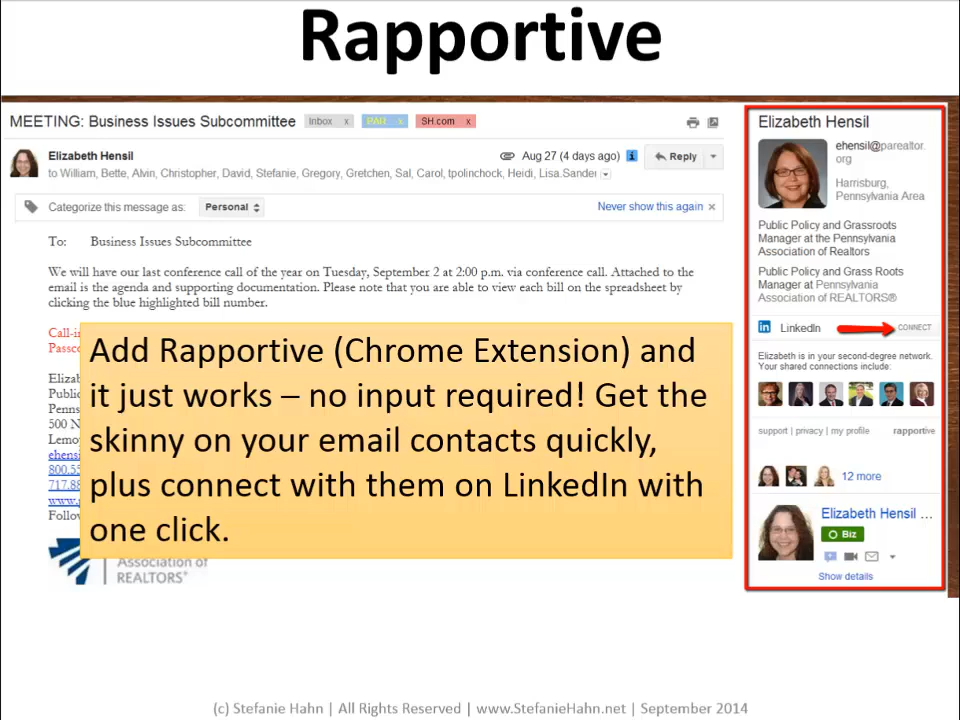 Rapportive
MEETING: Business Issues Subcommittee Inbox x PAR x SH.com x
Elizabeth Hensil Aug 27 (4 days ago) Reply
to William, Bette, Alvin, Christopher, David, Stefanie, Gregory, Gretchen, Sal, Carol, tpolinchock, Heidi, Lisa.Sander
Categorize this message as: Personal Never show this again x
To: Business Issues Subcommittee
We will have our last conference call of the year on Tuesday, September 2 at 2:00 p.m. via conference call. Attached to the
email is the agenda and supporting documentation. Please note that you are able to view each bill on the spreadsheet by
clicking the blue highlighted bill number.
Add Rapportive (Chrome Extension) and
it just works – no input required! Get the
skinny on your email contacts quickly,
plus connect with them on LinkedIn with
one click.
500 N
800.55
717.88
Association of
REALTORS®
Elizabeth Hensil
ehensil@parealtor.
org
Harrisburg,
Pennsylvania Area
Public Policy and Grassroots
Manager at the Pennsylvania
Association of Realtors
Public Policy and Grass Roots
Manager at Pennsylvania
Association of REALTORS®
in LinkedIn CONNECT
Elizabeth is in your second-degree network.
Your shared connections include:
support | privacy | my profile rapportive
12 more
Elizabeth Hensil ...
Biz
Show details
(c) Stefanie Hahn | All Rights Reserved | www.StefanieHahn.net | September 2014